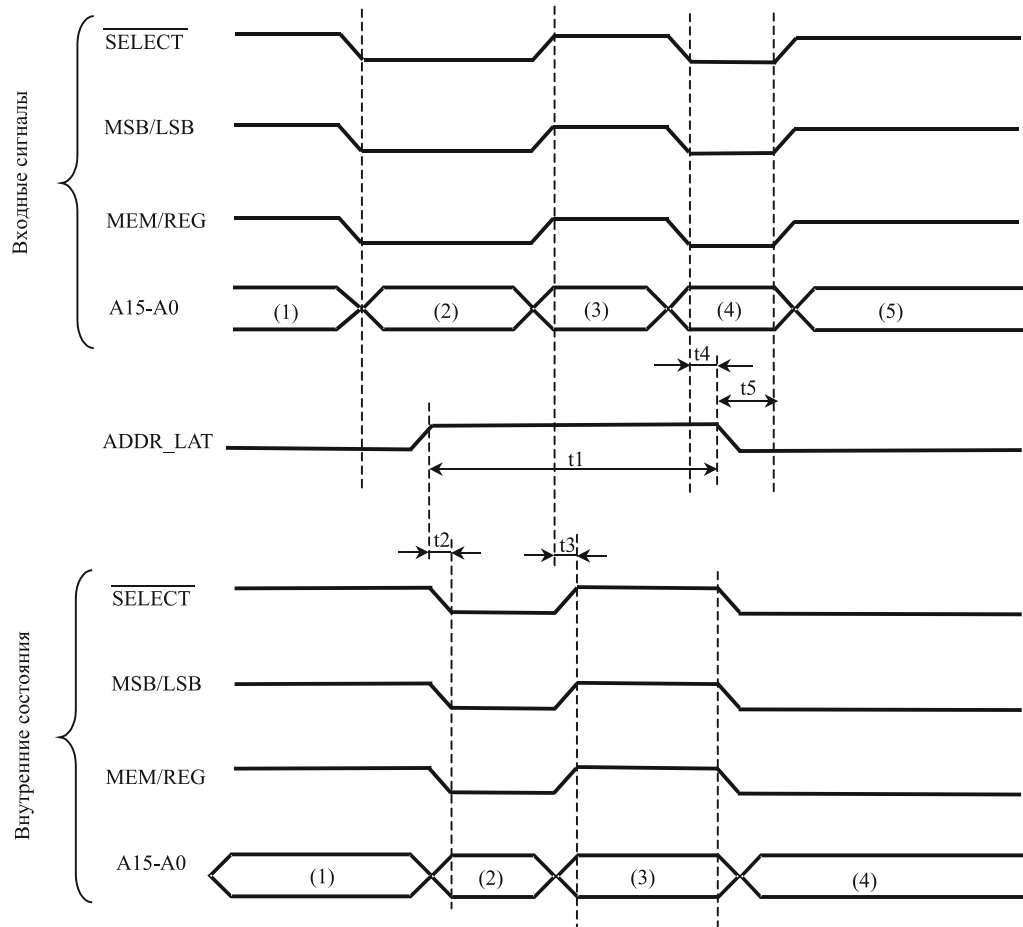 Входные сигналы
SELECT
MSB/LSB
MEM/REG
A15-A0
(1)
(2)
(3)
(4)
(5)
t4
t5
ADDR_LAT
t1
t2
t3
Внутренние состояния
SELECT
MSB/LSB
MEM/REG
A15-A0
(1)
(2)
(3)
(4)